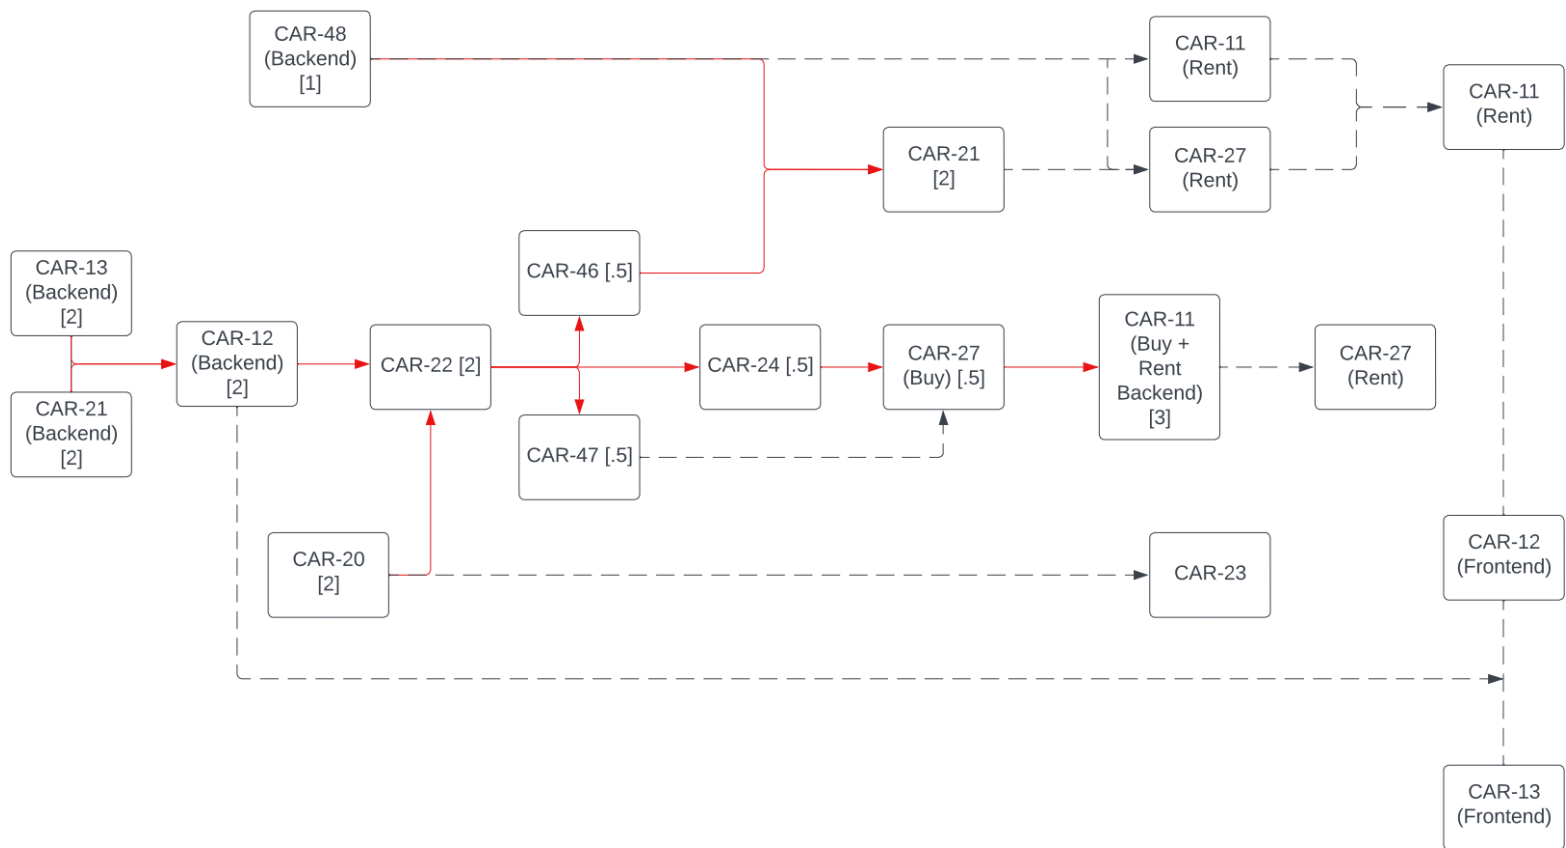 CAR-48
(Backend)
[1]
CAR-11
(Rent)
CAR-11
(Rent)
CAR-21
[2]
CAR-27
(Rent)
CAR-13
(Backend)
[2]
CAR-46 [.5]
CAR-12
(Backend)
[2]
CAR-22 [2]
CAR-24 [.5]
CAR-27
(Buy) [.5]
CAR-11
(Buy +
Rent
Backend)
[3]
CAR-27
(Rent)
CAR-21
(Backend)
[2]
CAR-47 [.5]
CAR-20
[2]
CAR-23
CAR-12
(Frontend)
CAR-13
(Frontend)